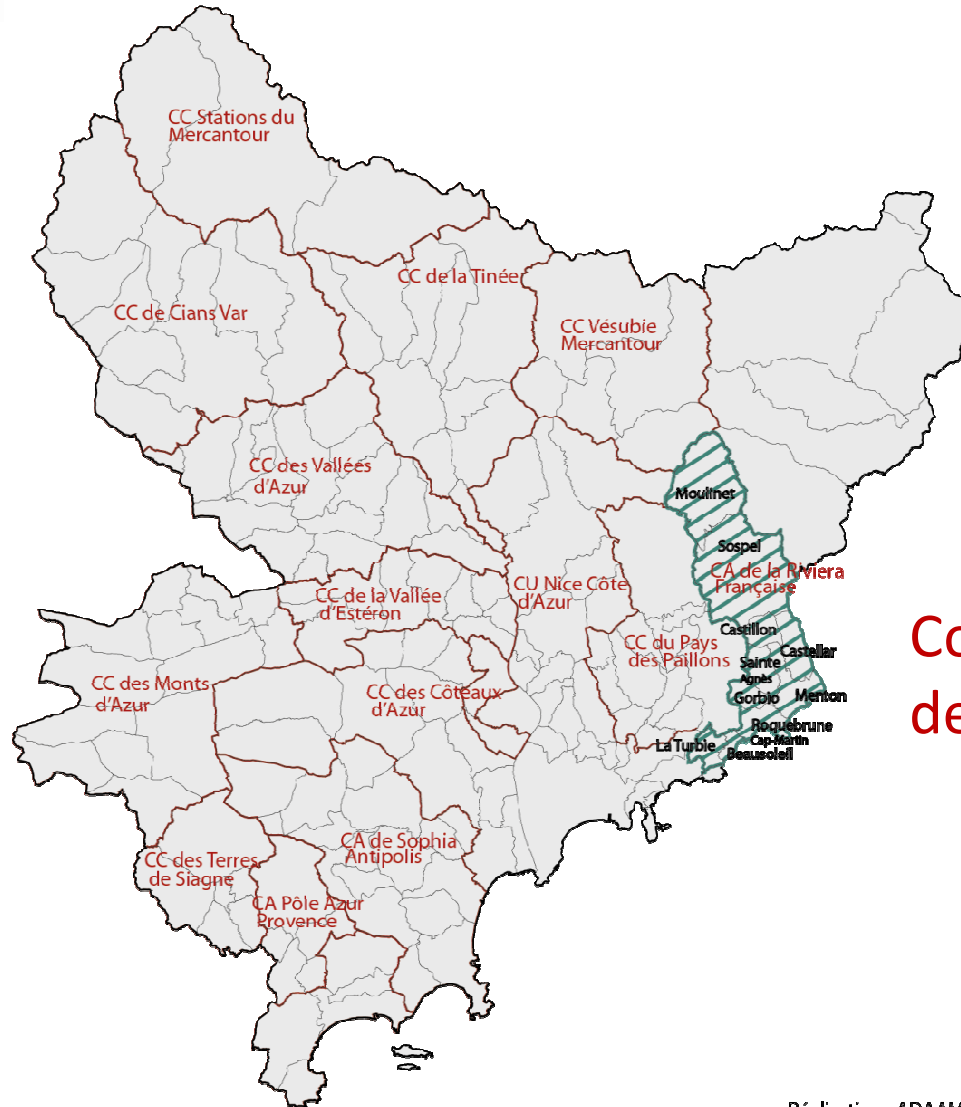 CC Stations du
Mercantour
CC de la Tinée
CC de Cians Var
CC Vésubie
Mercantour
CC des Vallées
d'Azur
Moulinet
Sospel
CA de la Riviera
Française
CU Nice Côte
d'Azur
CC de la Vallée
d'Estéron
Castillon
CC du Pays
des Paillons
Castellar
Sainte
Agnès
CC des Monts
d'Azur
CC des Côteaux
d'Azur
Gorbio
Menton
Roquebrune
Cap-Martin
La Turbie
Beausoleil
CA de Sophia
Antipolis
CC des Terres
de Siagne
CA Pôle Azur
Provence
Co
de